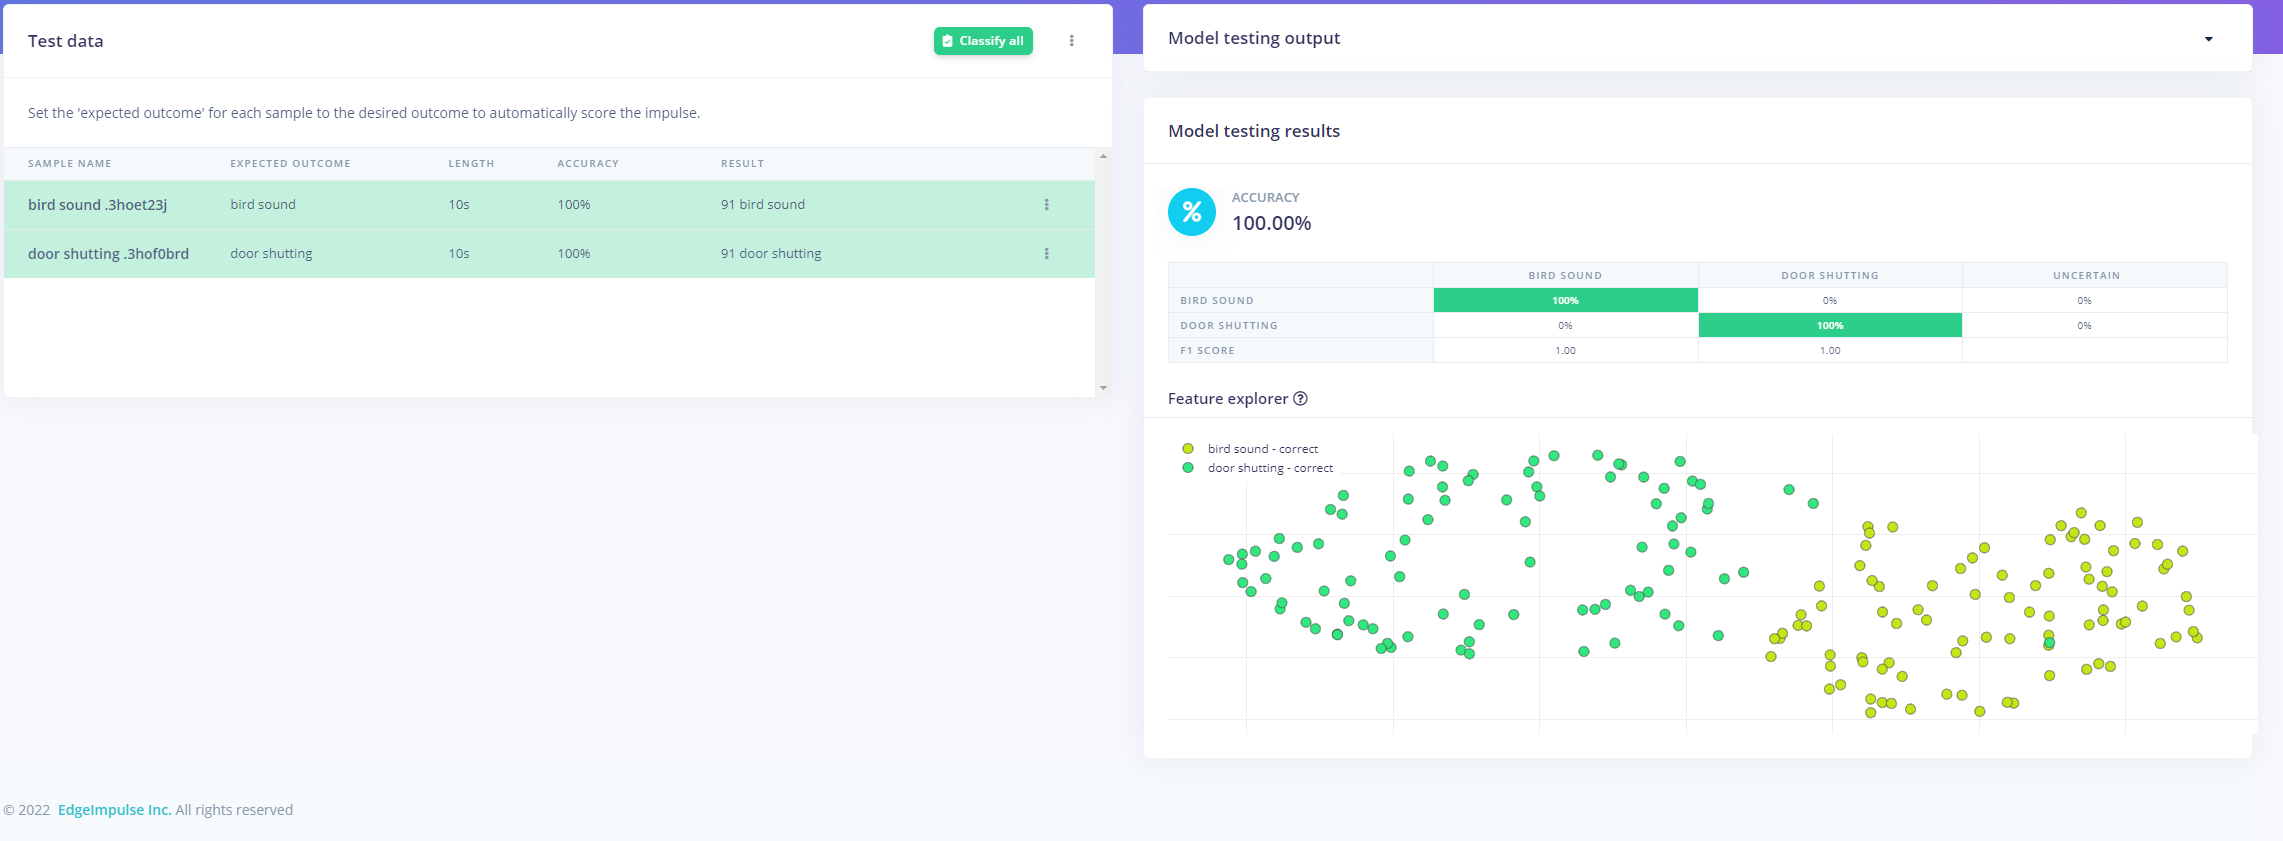 Test data
Classify all
Set the 'expected outcome' for each sample to the desired outcome to automatically score the impulse.
SAMPLE NAME EXPECTED OUTCOME LENGTH ACCURACY RESULT
bird sound .3hoet23j bird sound 10s 100% 91 bird sound
door shutting .3hof0brd door shutting 10s 100% 91 door shutting
Model testing output
Model testing results
% ACCURACY
100.00%
BIRD SOUND DOOR SHUTTING UNCERTAIN
BIRD SOUND 100% 0% 0%
DOOR SHUTTING 0% 100% 0%
F1 SCORE 1.00 1.00
Feature explorer ?
bird sound - correct
door shutting - correct
© 2022 EdgeImpulse Inc. All rights reserved